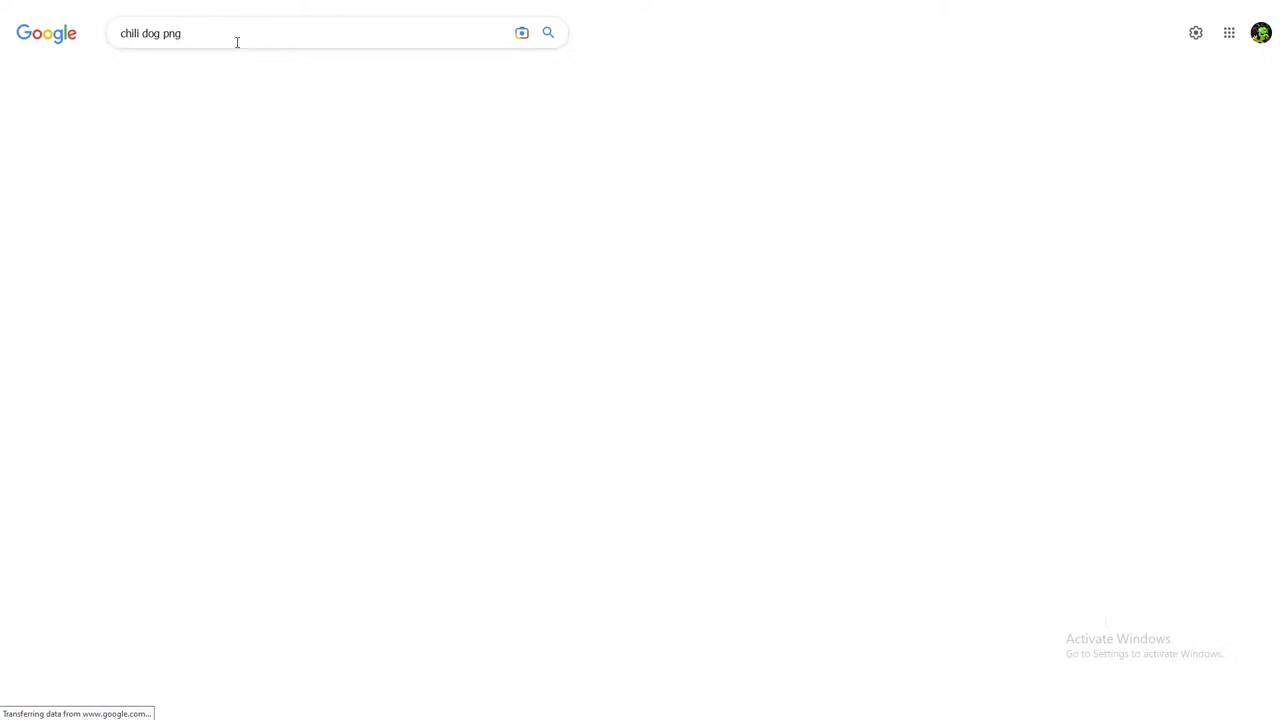 Google
chili dog png
Activate Windows
Go to Settings to activate Windows.
Transferring data from www.google.com...